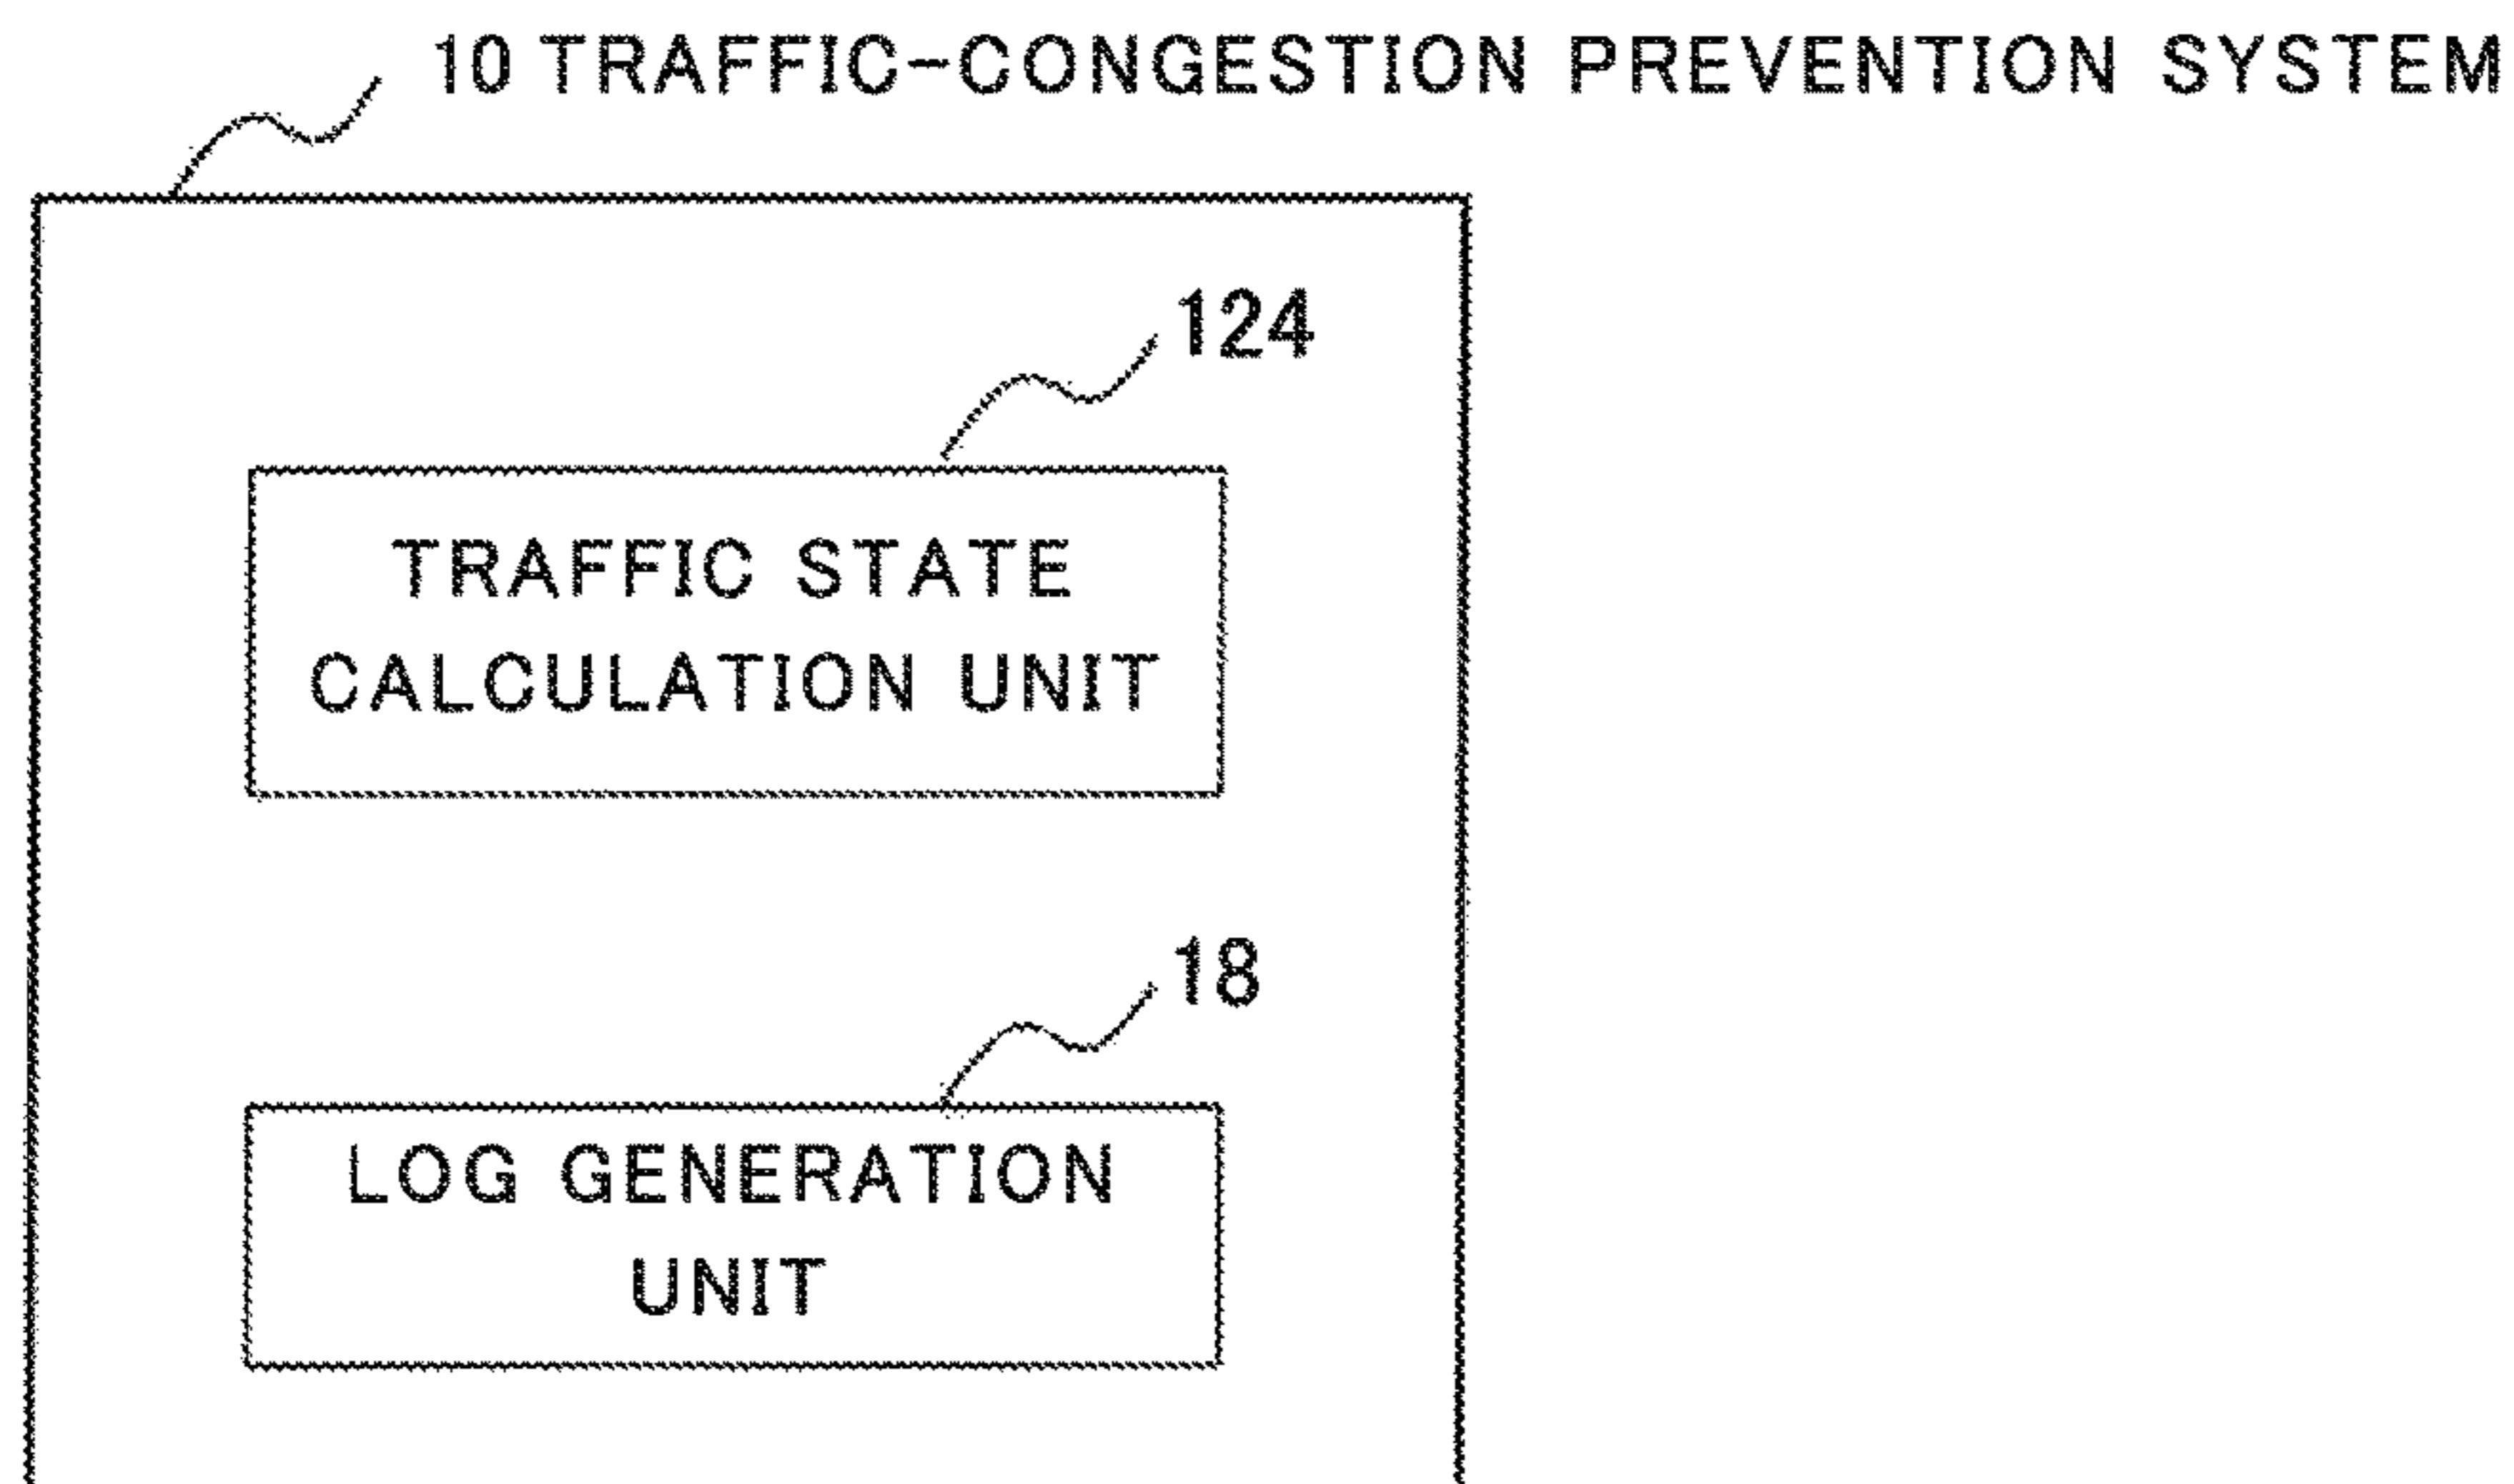 10 TRAFFIC-CONGESTION PREVENTION SYSTEM
124
TRAFFIC STATE
CALCULATION UNIT
18
LOG GENERATION
UNIT